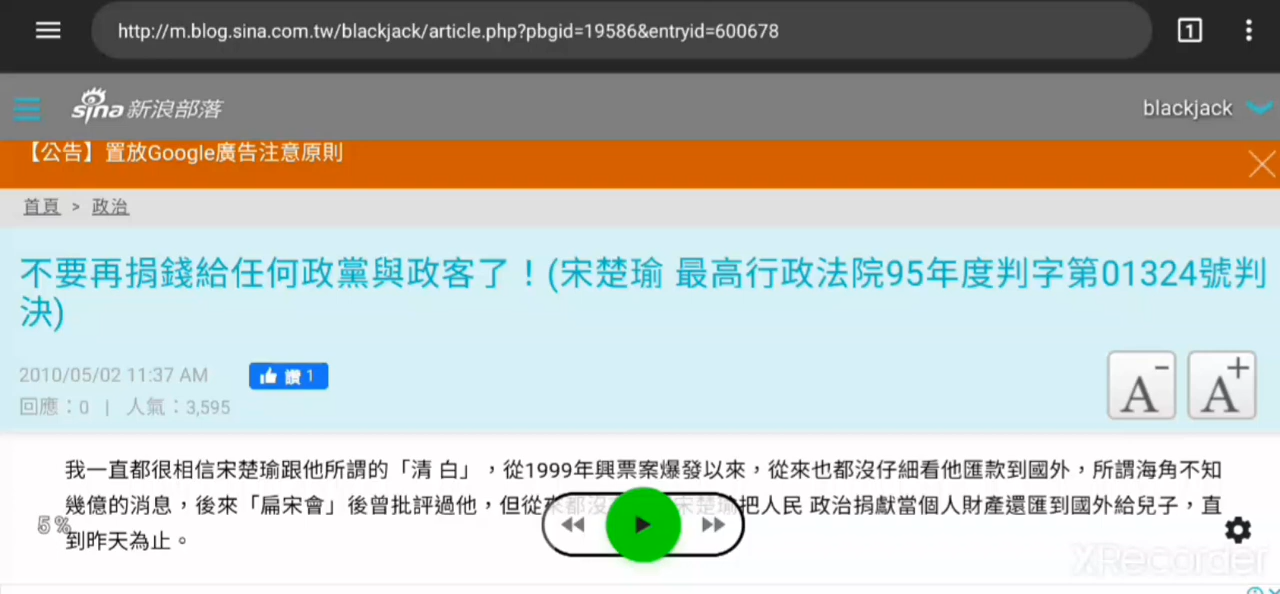 http://m.blog.sina.com.tw/blackjack/article.php?pbgid=19586&entryid=600678
1
sina 新浪部落
blackjack
【公告】置放Google廣告注意原則
首頁 > 政治
不要再捐錢給任何政黨與政客了！(宋楚瑜 最高行政法院95年度判字第01324號判
決)
2010/05/02 11:37 AM
讚 1
回應：0 | 人氣：3,595
A-
A+
我一直都很相信宋楚瑜跟他所謂的「清 白」，從1999年興票案爆發以來，從來也都沒仔細看他匯款到國外，所謂海角不知
幾億的消息，後來「扁宋會」後曾批評過他，但從來都沒 宋楚瑜把人民 政治捐獻當個人財產還匯到國外給兒子，直
5%
到昨天為止。
XRecorder